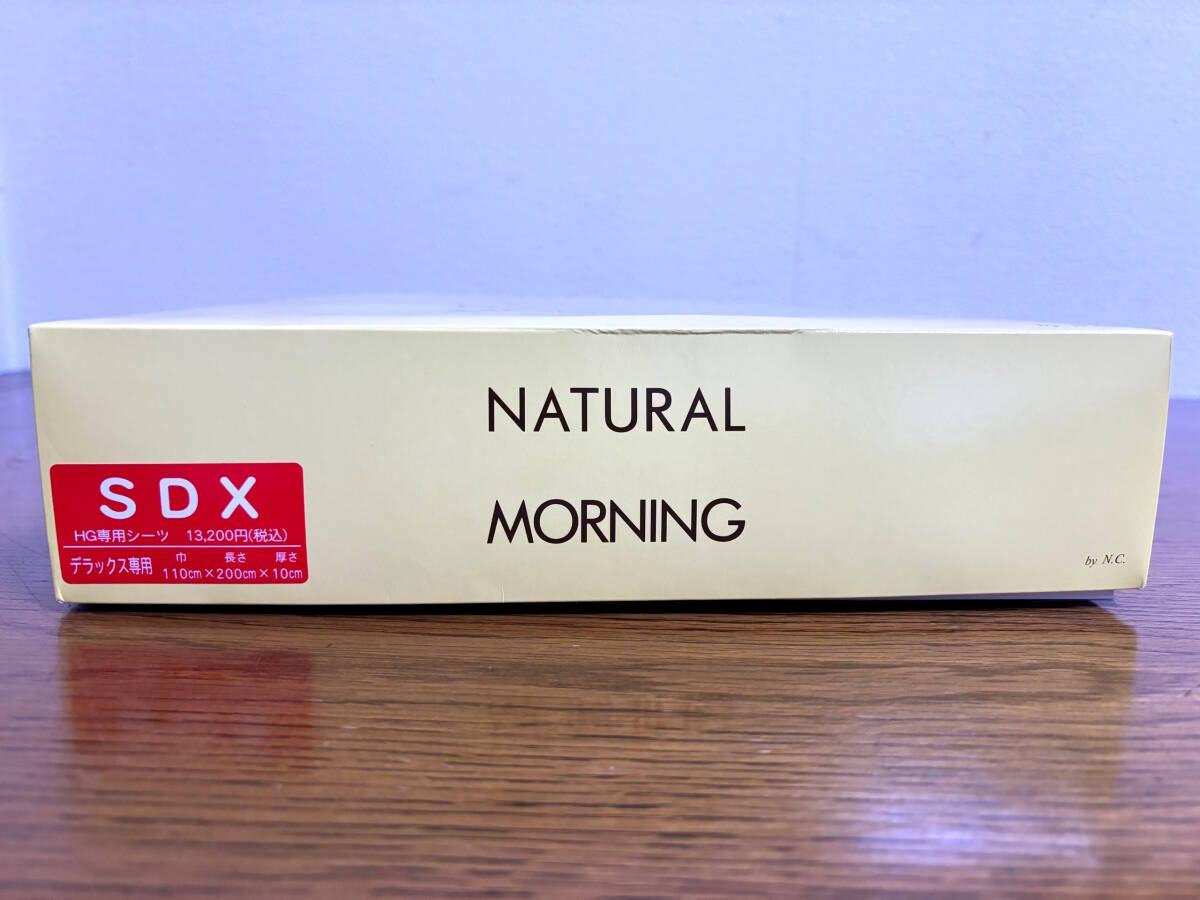 NATURAL
MORNING
SDX
HG専用シーツ 13,200円(税込)
デラックス専用 巾 長さ 厚さ
110cm×200cm×10cm
by N.C.